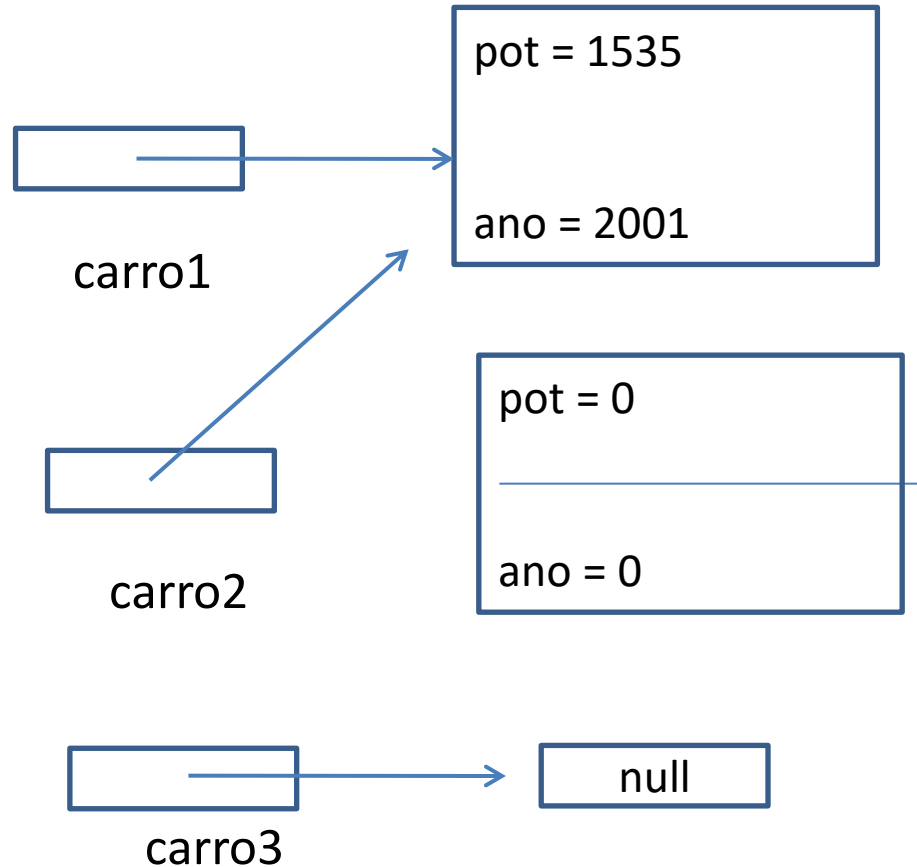 pot = 1535
ano = 2001
carro1
pot = 0
ano = 0
carro2
null
carro3